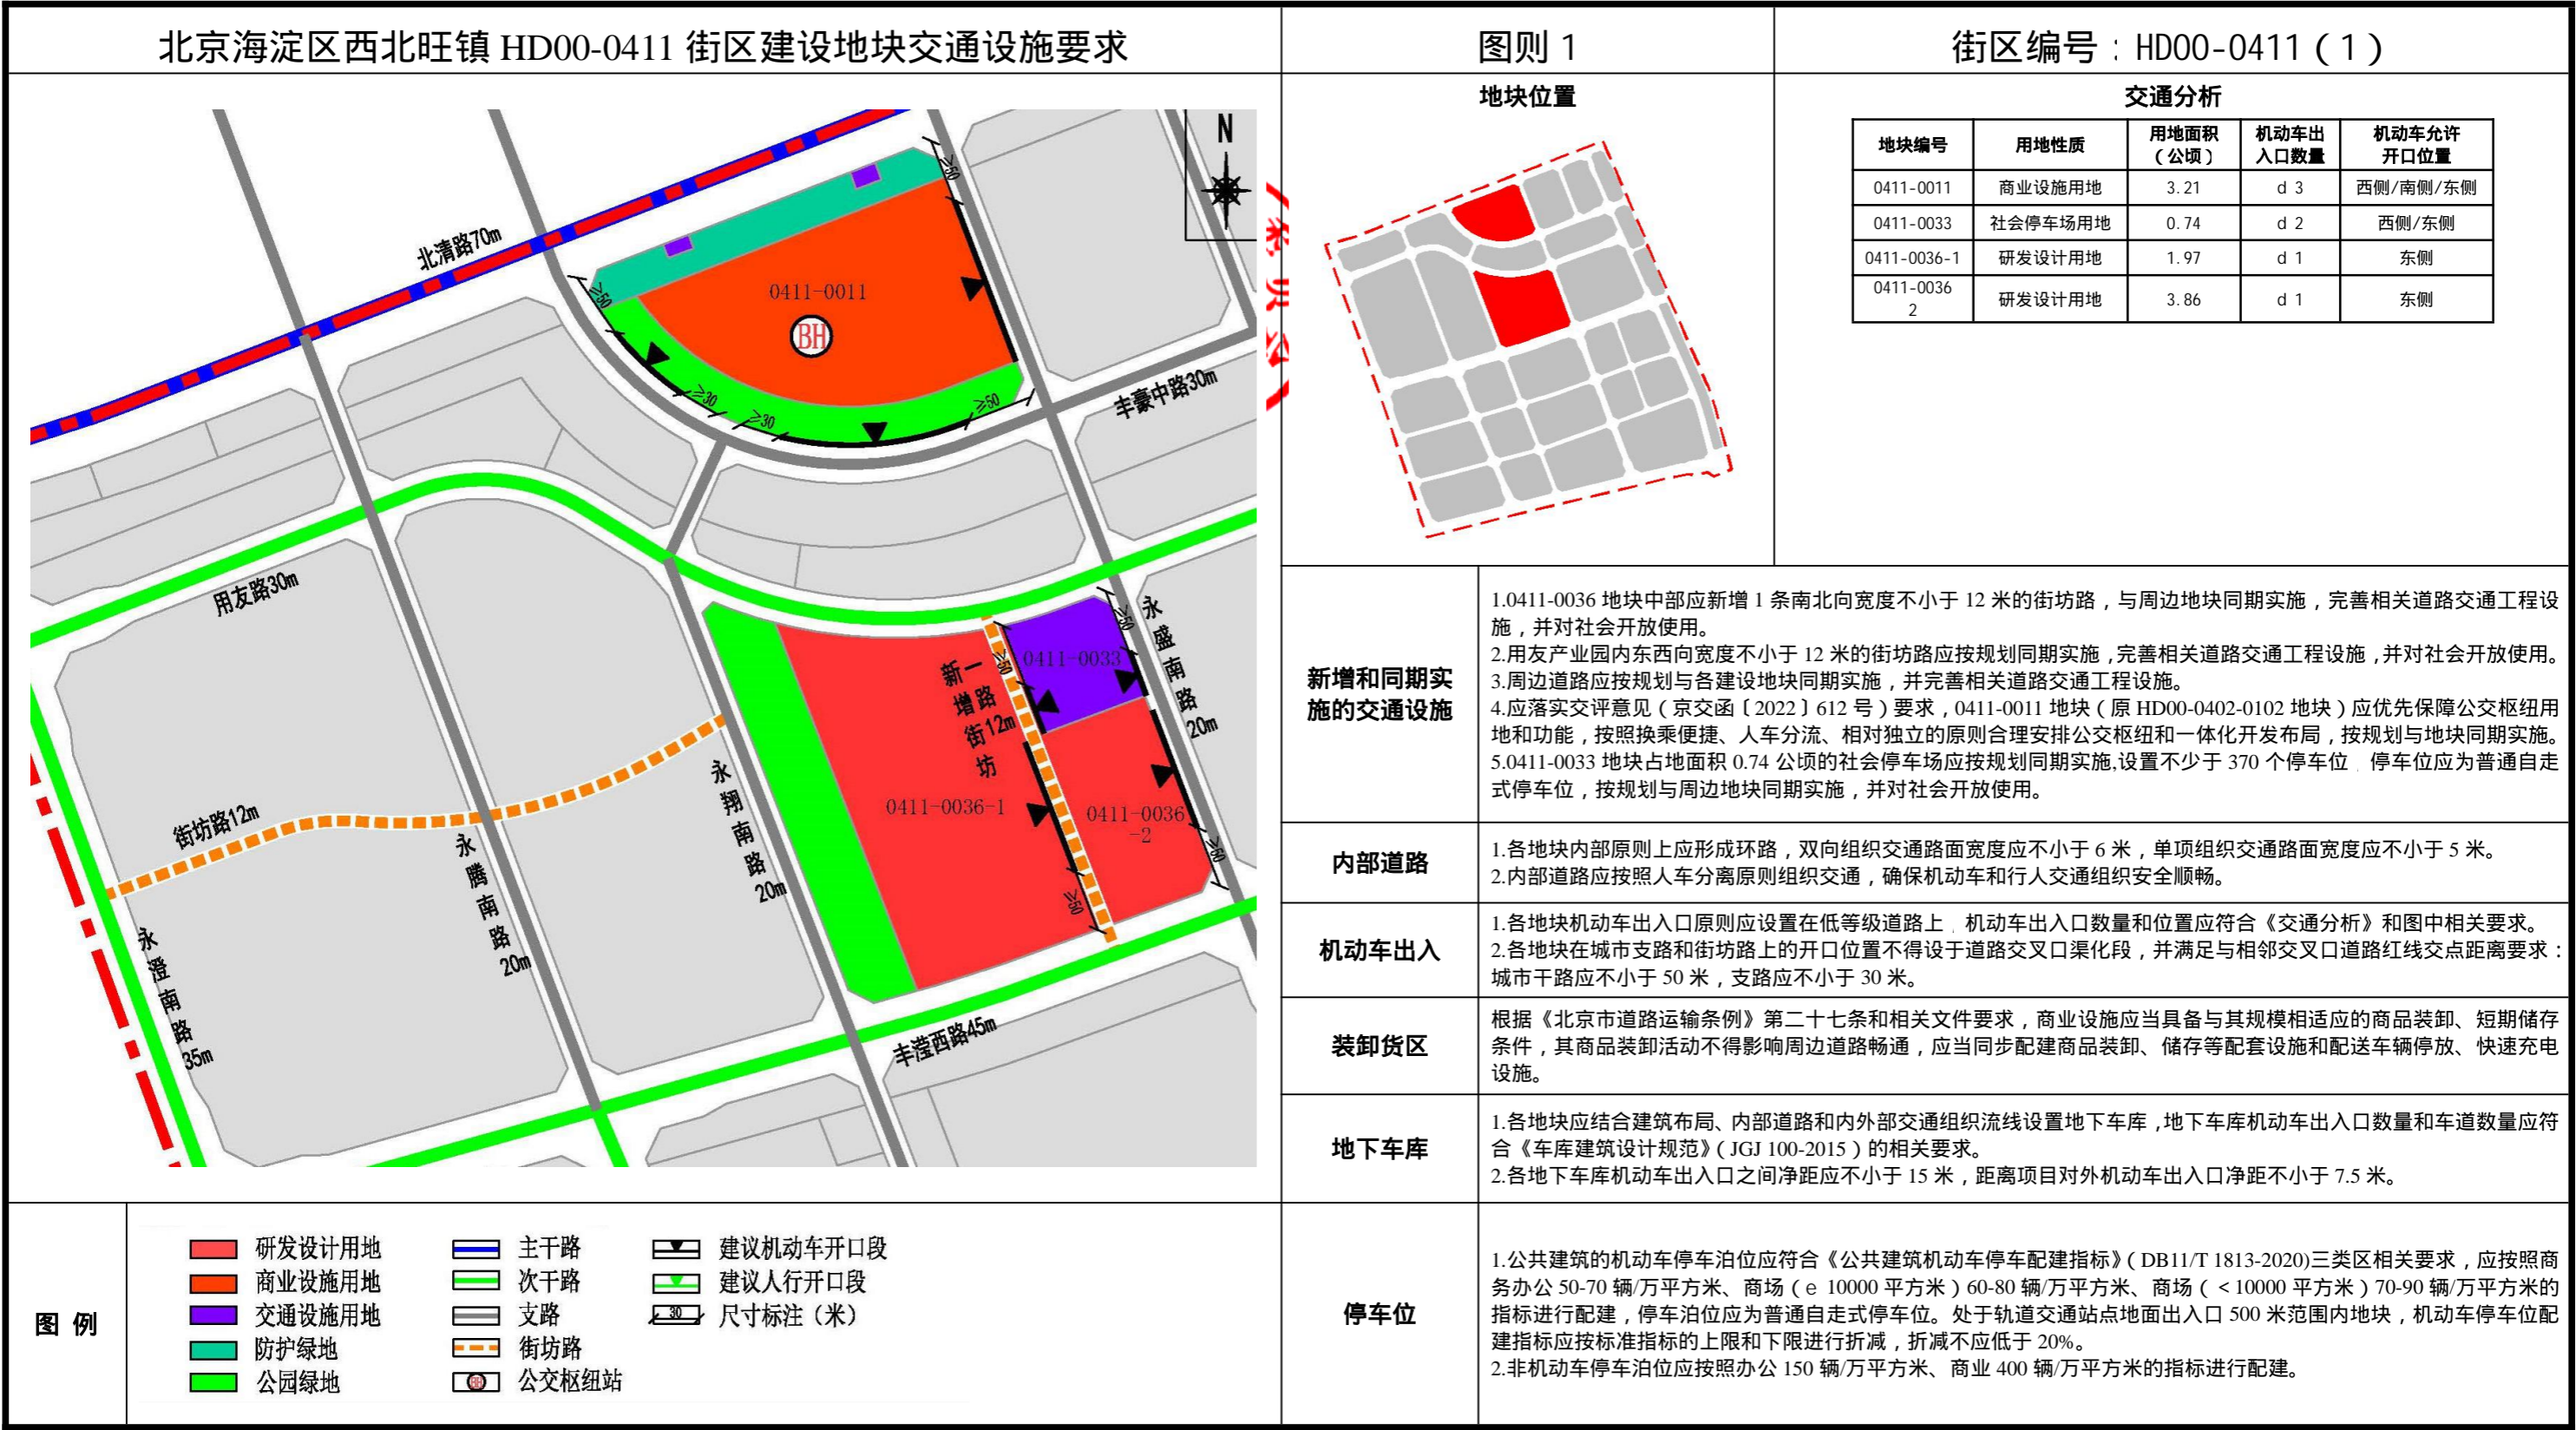 北京海淀区西北旺镇 HD00-0411 街区建设地块交通设施要求
图则 1
街区编号：HD00-0411（1）
北清路70m
N
0411-0011
BH
≥50
≥50
≥30
≥30
≥50
丰豪中路30m
用友路30m
永盛南路20m
≥50
≥50
0411-0033
新增一路街坊12m
0411-0036-1
0411-0036
-2
≥50
≥50
街坊路12m
永翔南路20m
永腾南路20m
永澄南路35m
丰滢西路45m
地块位置
交通分析
地块编号 用地性质 用地面积（公顷） 机动车出入口数量 机动车允许开口位置
0411-0011 商业设施用地 3.21 d 3 西侧/南侧/东侧
0411-0033 社会停车场用地 0.74 d 2 西侧/东侧
0411-0036-1 研发设计用地 1.97 d 1 东侧
0411-0036
2 研发设计用地 3.86 d 1 东侧
新增和同期实
施的交通设施
1.0411-0036 地块中部应新增 1 条南北向宽度不小于 12 米的街坊路，与周边地块同期实施，完善相关道路交通工程设
施，并对社会开放使用。
2.用友产业园内东西向宽度不小于 12 米的街坊路应按规划同期实施,完善相关道路交通工程设施,并对社会开放使用。
3.周边道路应按规划与各建设地块同期实施，并完善相关道路交通工程设施。
4.应落实交评意见（京交函〔2022〕612 号）要求，0411-0011 地块（原 HD00-0402-0102 地块）应优先保障公交枢纽用
地和功能，按照换乘便捷、人车分流、相对独立的原则合理安排公交枢纽和一体化开发布局，按规划与地块同期实施。
5.0411-0033 地块占地面积 0.74 公顷的社会停车场应按规划同期实施,设置不少于 370 个停车位，停车位应为普通自走
式停车位，按规划与周边地块同期实施，并对社会开放使用。
内部道路
1.各地块内部原则上应形成环路，双向组织交通路面宽度应不小于 6 米，单项组织交通路面宽度应不小于 5 米。
2.内部道路应按照人车分离原则组织交通，确保机动车和行人交通组织安全顺畅。
机动车出入
1.各地块机动车出入口原则应设置在低等级道路上，机动车出入口数量和位置应符合《交通分析》和图中相关要求。
2.各地块在城市支路和街坊路上的开口位置不得设于道路交叉口渠化段，并满足与相邻交叉口道路红线交点距离要求：
城市干路应不小于 50 米，支路应不小于 30 米。
装卸货区
根据《北京市道路运输条例》第二十七条和相关文件要求，商业设施应当具备与其规模相适应的商品装卸、短期储存
条件，其商品装卸活动不得影响周边道路畅通，应当同步配建商品装卸、储存等配套设施和配送车辆停放、快速充电
设施。
地下车库
1.各地块应结合建筑布局、内部道路和内外部交通组织流线设置地下车库,地下车库机动车出入口数量和车道数量应符
合《车库建筑设计规范》（JGJ 100-2015）的相关要求。
2.各地下车库机动车出入口之间净距应不小于 15 米，距离项目对外机动车出入口净距不小于 7.5 米。
停车位
1.公共建筑的机动车停车泊位应符合《公共建筑机动车停车配建指标》（DB11/T 1813-2020)三类区相关要求，应按照商
务办公 50-70 辆/万平方米、商场（e 10000 平方米）60-80 辆/万平方米、商场（＜10000 平方米）70-90 辆/万平方米的
指标进行配建，停车泊位应为普通自走式停车位。处于轨道交通站点地面出入口 500 米范围内地块，机动车停车位配
建指标应按标准指标的上限和下限进行折减，折减不应低于 20%。
2.非机动车停车泊位应按照办公 150 辆/万平方米、商业 400 辆/万平方米的指标进行配建。
图 例
研发设计用地
商业设施用地
交通设施用地
防护绿地
公园绿地
主干路
次干路
支路
街坊路
公交枢纽站
建议机动车开口段
建议人行开口段
30 尺寸标注（米）